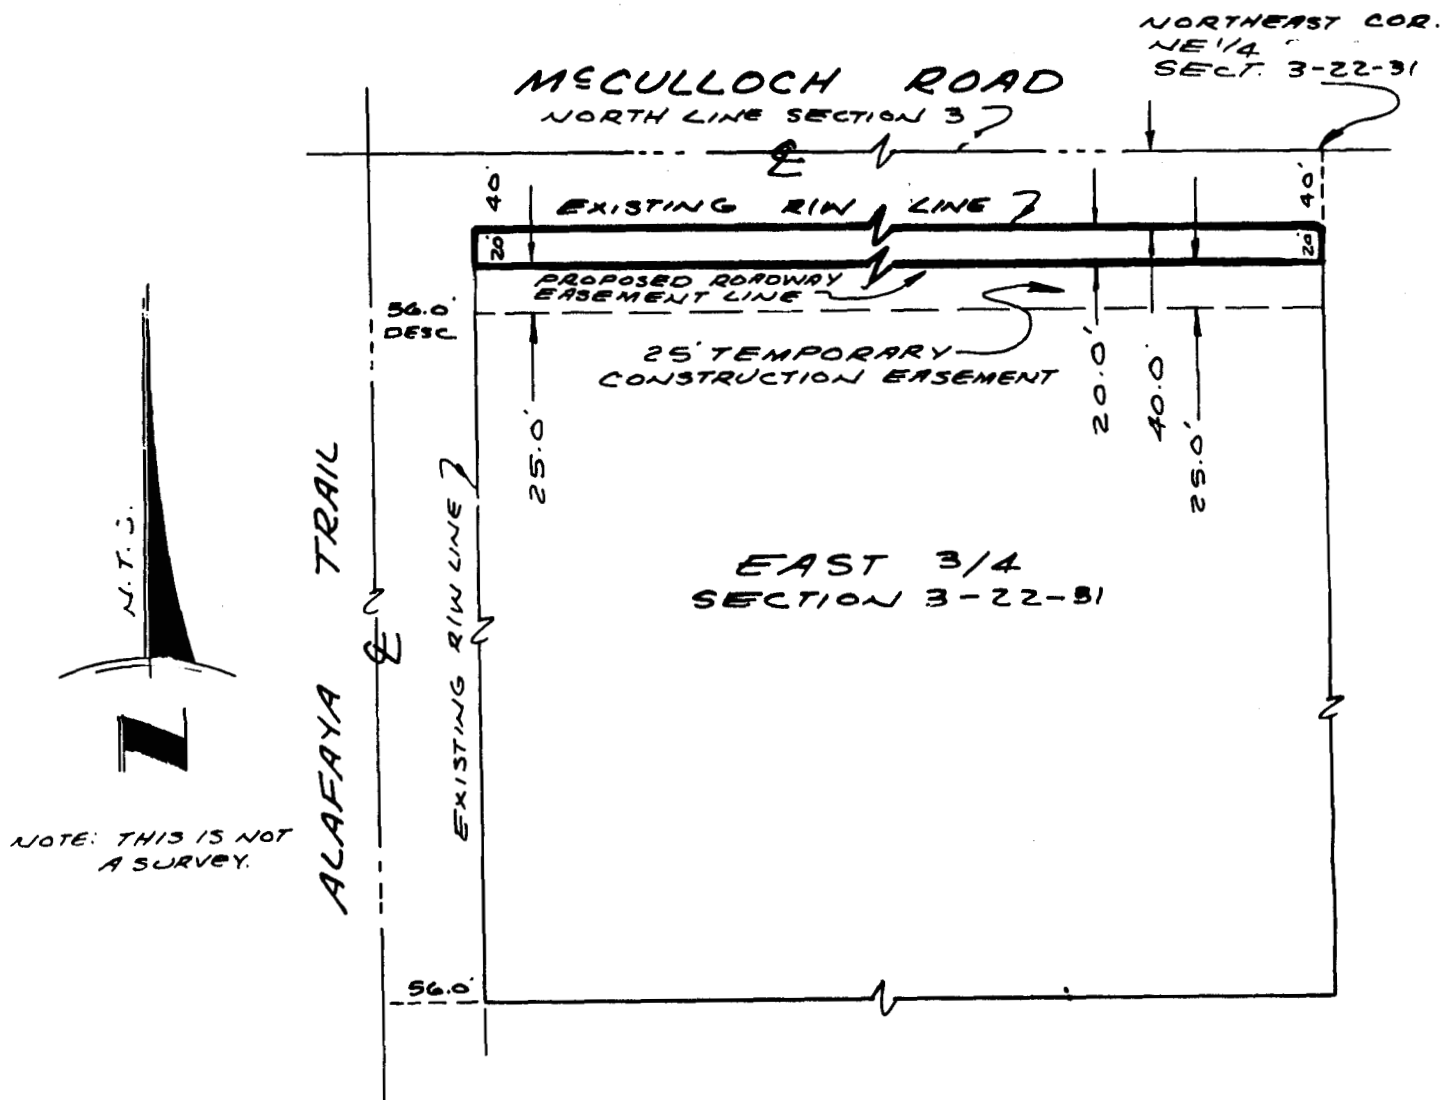 NORTHEAST COR.
NE 1/4
SECT. 3-22-31
McCULLOCH ROAD
NORTH LINE SECTION 3
℄
40'
40'
EXISTING R/W LINE
20'
20'
PROPOSED ROADWAY
EASEMENT LINE
56.0'
DESC
25' TEMPORARY
CONSTRUCTION EASEMENT
25.0'
20.0'
40.0'
25.0'
N.T.S.
ALAFAYA TRAIL
℄
EXISTING R/W LINE
EAST 3/4
SECTION 3-22-31
N
NOTE: THIS IS NOT
A SURVEY.
56.0'